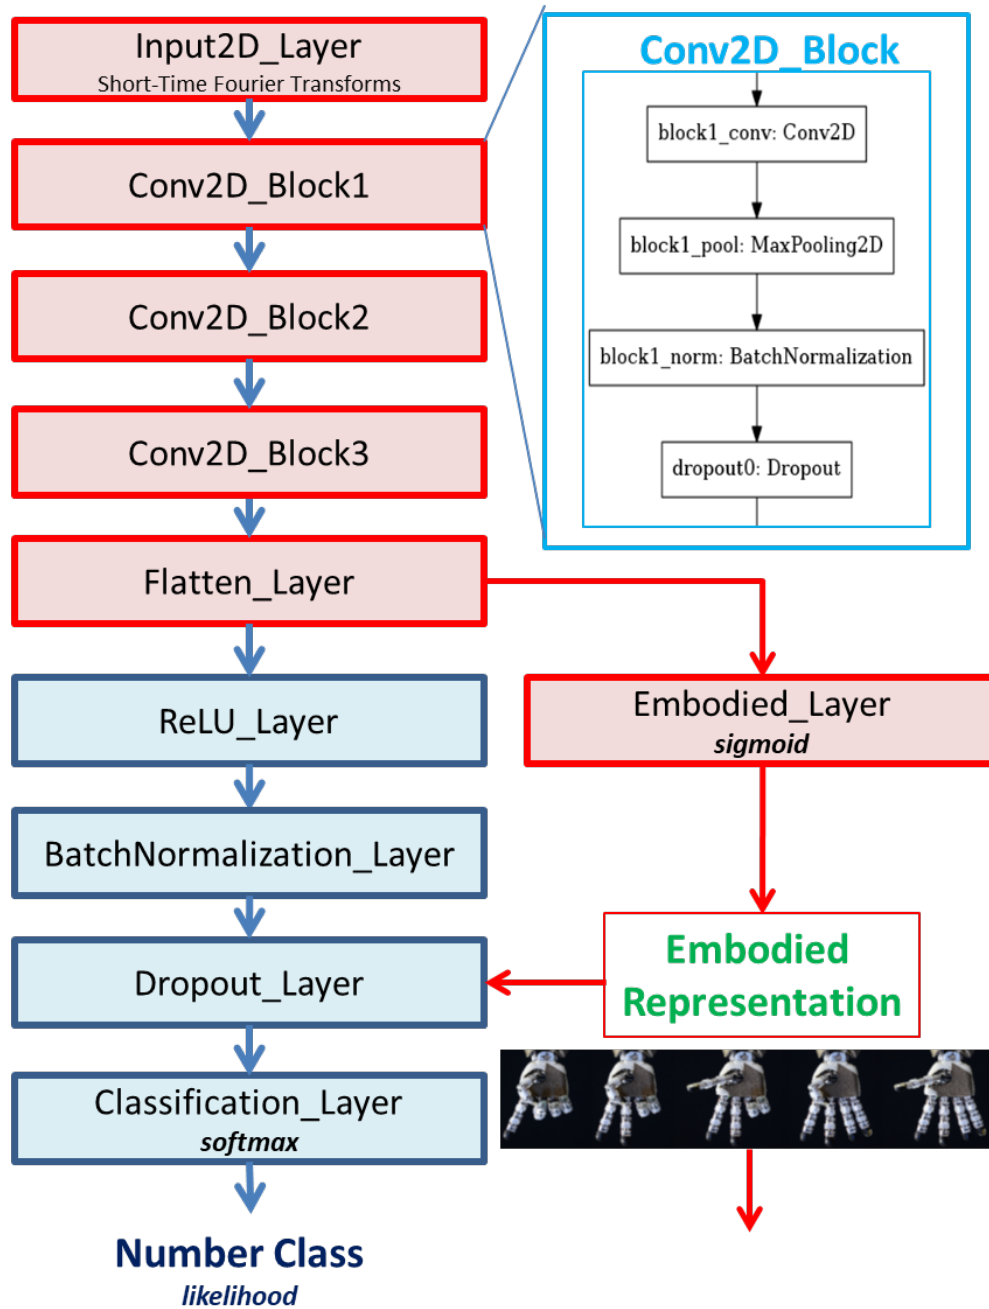 Input2D_Layer
Short-Time Fourier Transforms
Conv2D_Block1
Conv2D_Block2
Conv2D_Block3
Flatten_Layer
ReLU_Layer
BatchNormalization_Layer
Dropout_Layer
Classification_Layer
softmax
Number Class
likelihood
Conv2D_Block
block1_conv: Conv2D
block1_pool: MaxPooling2D
block1_norm: BatchNormalization
dropout0: Dropout
Embodied_Layer
sigmoid
Embodied
Representation